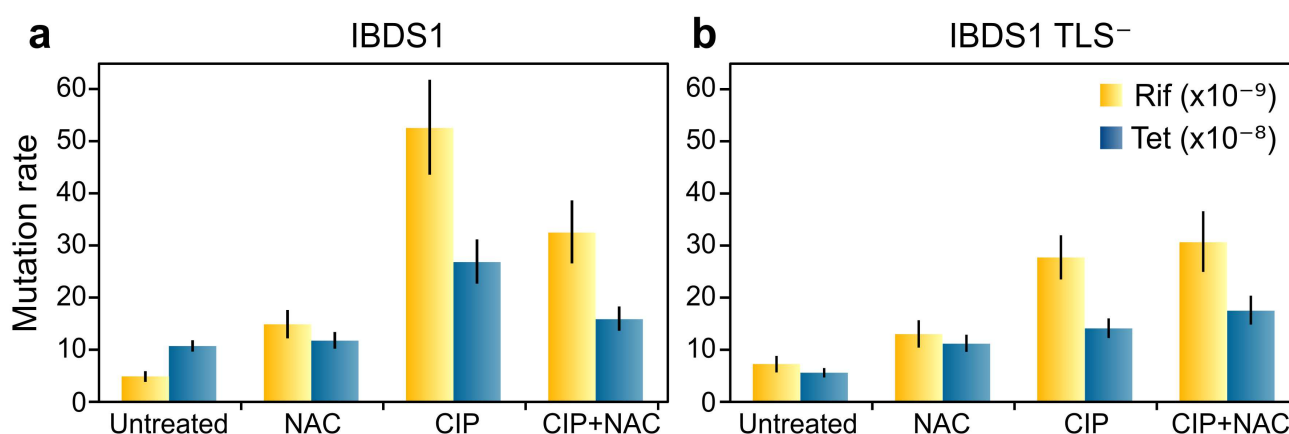 a
IBDS1
Mutation rate
60
50
40
30
20
10
0
Untreated
NAC
CIP
CIP+NAC
b
IBDS1 TLS⁻
Rif (x10⁻⁹)
Tet (x10⁻⁸)
60
50
40
30
20
10
0
Untreated
NAC
CIP
CIP+NAC